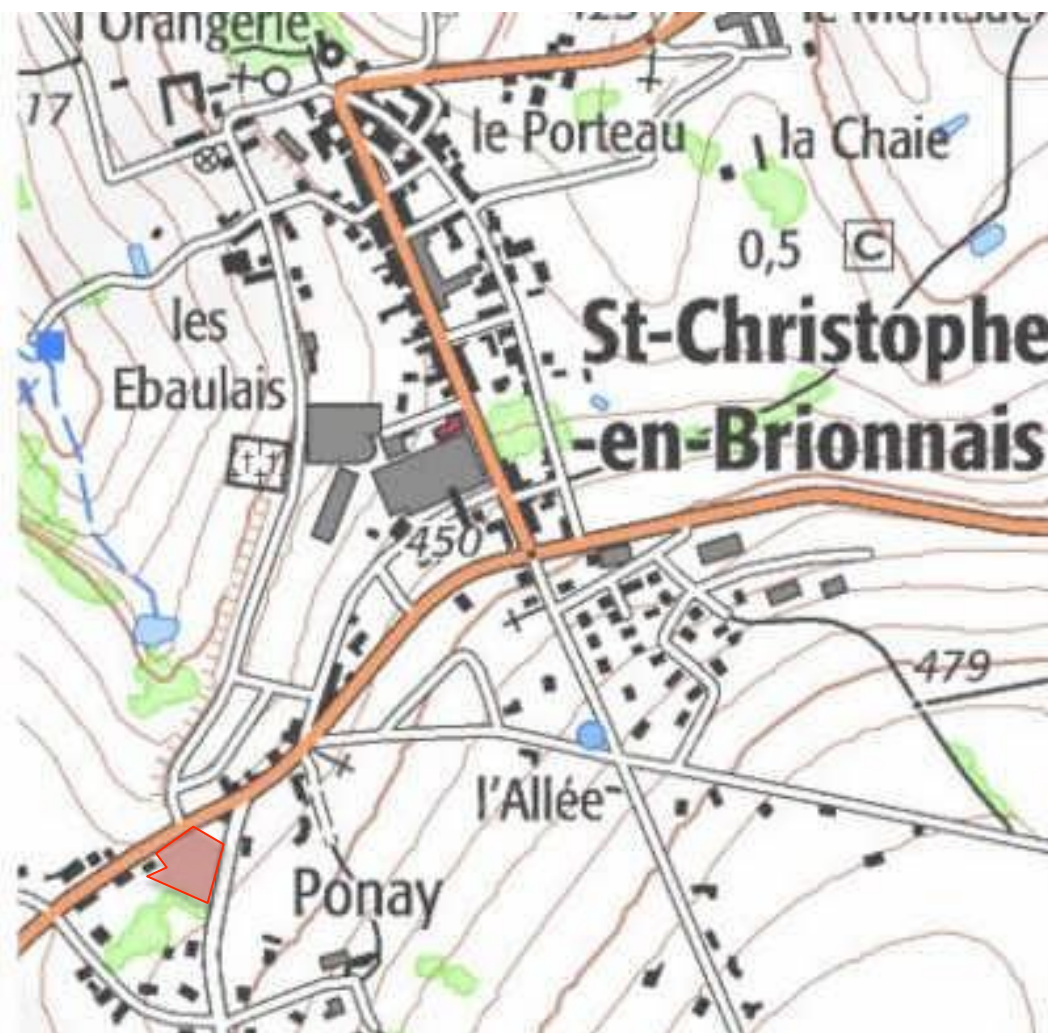 l'Orangerie
17
le Porteau
la Chaie
0,5 C
St-Christophe
-en-Brionnais
les
Ebaulais
450
479
l'Allée
Ponay